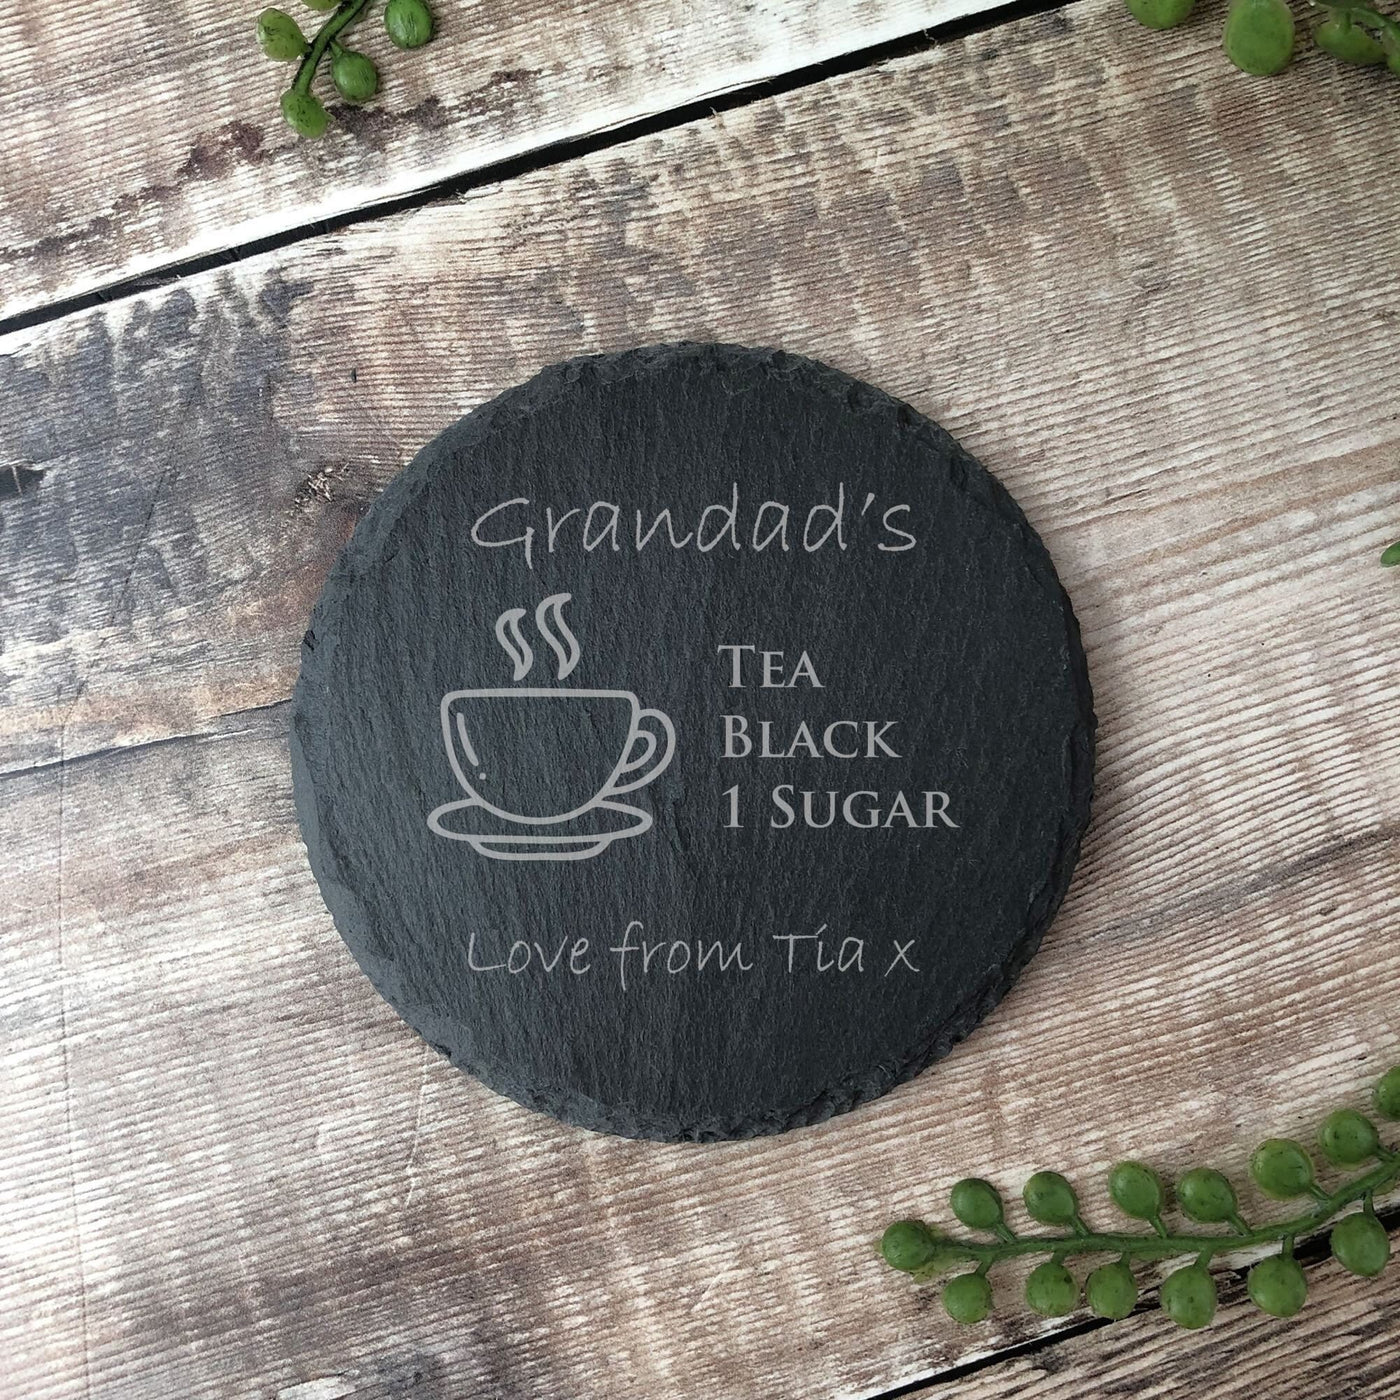 Grandad's
TEA
BLACK
1 SUGAR
Love from Tia x